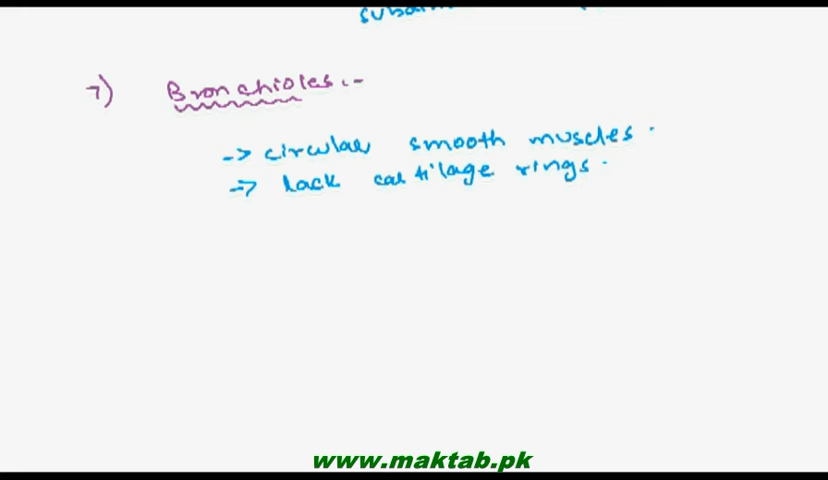 7) Bronchioles :-
-> circular smooth muscles.
=> lack cartilage rings.
www.maktab.pk